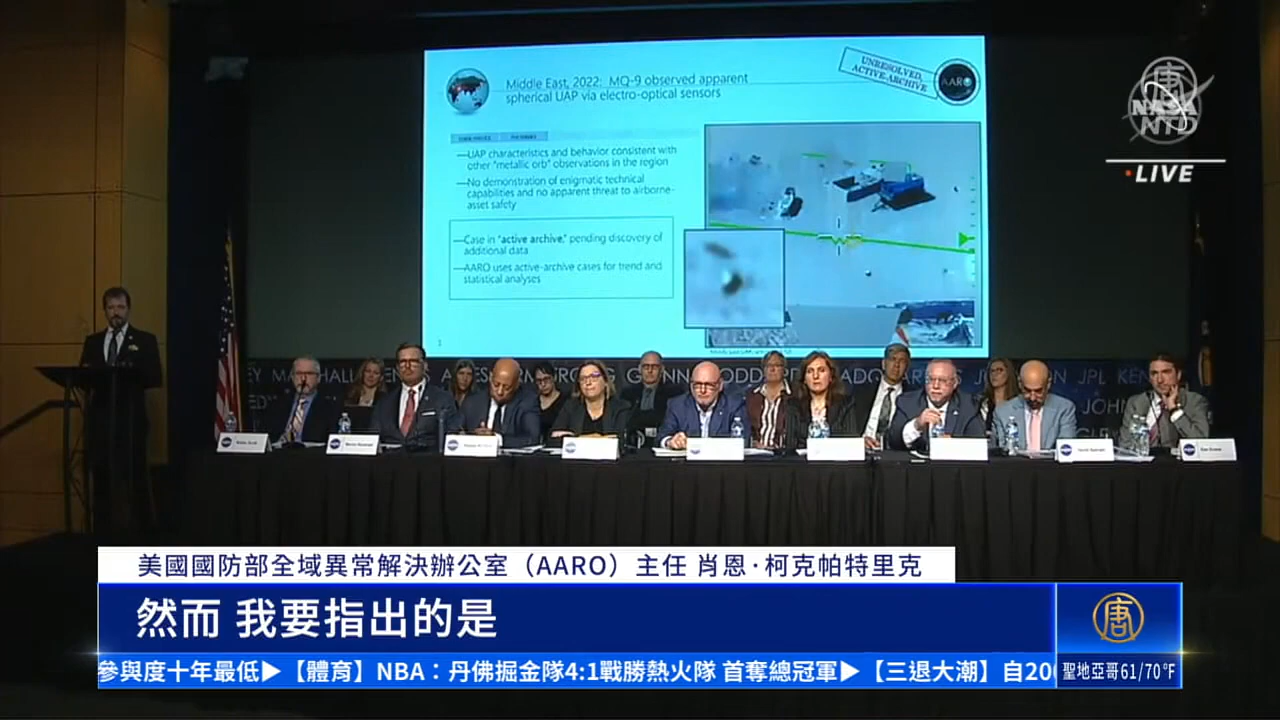 Middle East, 2022: MQ-9 observed apparent
spherical UAP via electro-optical sensors
UNRESOLVED,
ACTIVE ARCHIVE
AARO
—UAP characteristics and behavior consistent with
other "metallic orb" observations in the region
—No demonstration of enigmatic technical
capabilities and no apparent threat to airborne-
asset safety
—Case in "active archive," pending discovery of
additional data
—AARO uses active-archive cases for trend and
statistical analyses
唐
NASA
NTD
LIVE
美國國防部全域異常解決辦公室（AARO）主任 肖恩·柯克帕特里克
然而 我要指出的是
唐
參與度十年最低▶【體育】NBA：丹佛掘金隊4:1戰勝熱火隊 首奪總冠軍▶【三退大潮】自200
聖地亞哥61/70°F